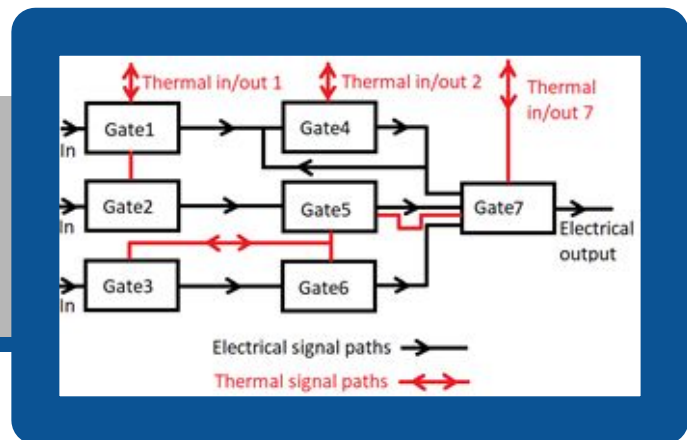 Thermal in/out 1
Thermal in/out 2
Thermal
in/out 7
Gate1
Gate4
In
Gate2
Gate5
Gate7
In
Electrical
output
Gate3
Gate6
In
Electrical signal paths
Thermal signal paths